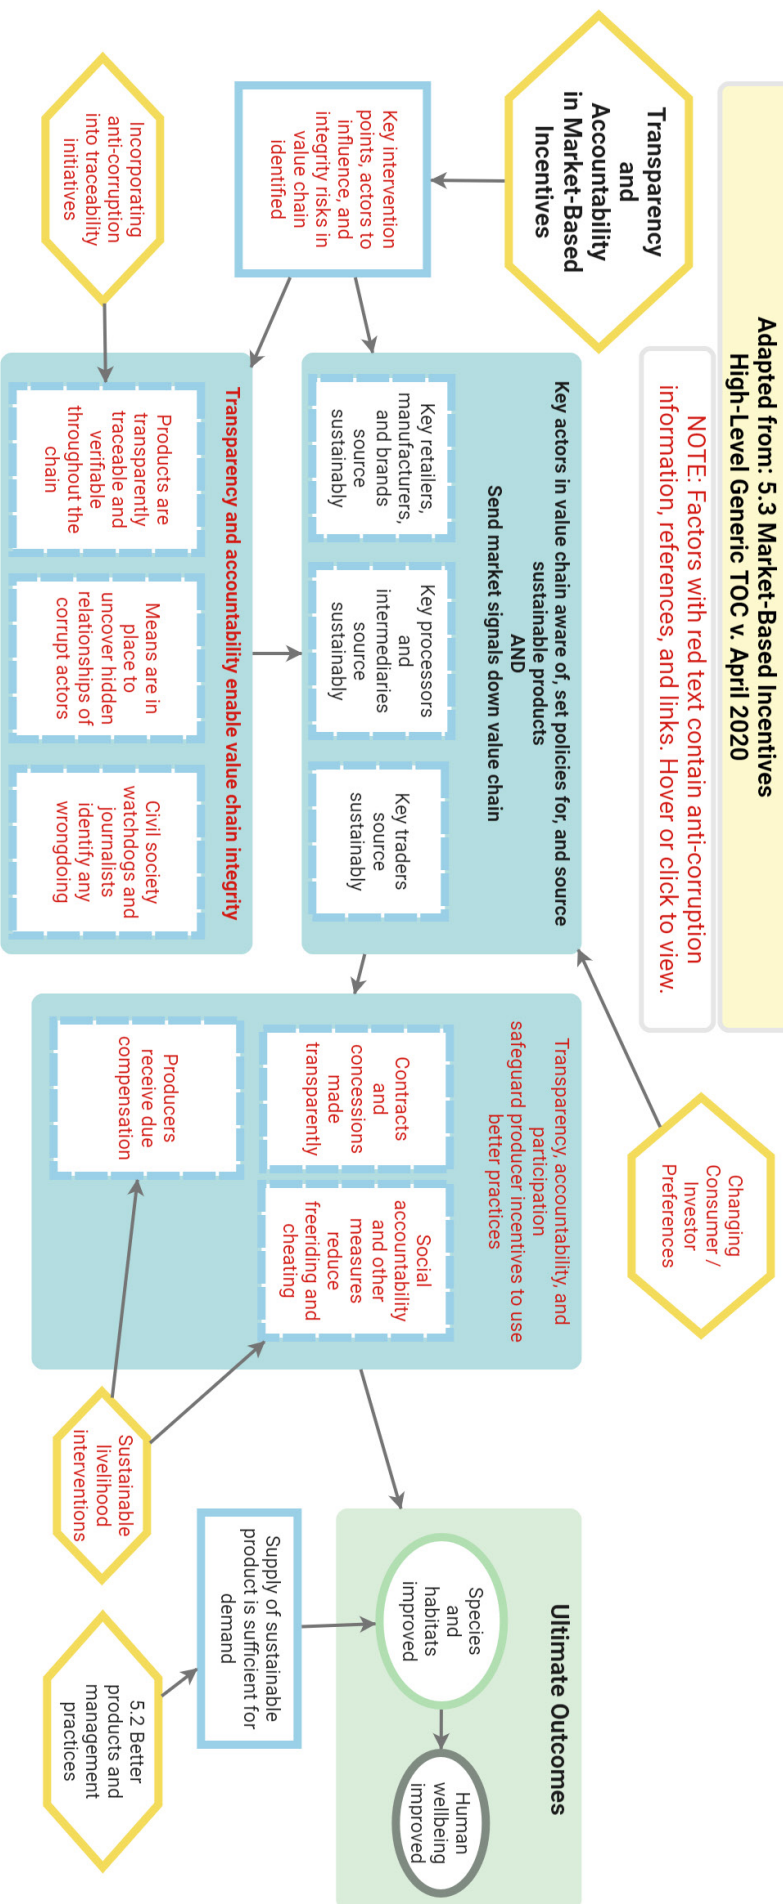 Adapted from: 5.3 Market-Based Incentives
High-Level Generic TOC v. April 2020
NOTE: Factors with red text contain anti-corruption
information, references, and links. Hover or click to view.
Transparency
and
Accountability
in Market-Based
Incentives
Key intervention
points, actors to
influence, and
integrity risks in
value chain
identified
Incorporating
anti-corruption
into traceability
initiatives
Key actors in value chain aware of, set policies for, and source
sustainable products
AND
Send market signals down value chain
Key retailers,
manufacturers,
and brands
source
sustainably
Key processors
and
intermediaries
source
sustainably
Key traders
source
sustainably
Transparency and accountability enable value chain integrity
Products are
transparently
traceable and
verifiable
throughout the
chain
Means are in
place to
uncover hidden
relationships of
corrupt actors
Civil society
watchdogs and
journalists
identify any
wrongdoing
Changing
Consumer /
Investor
Preferences
Transparency, accountability, and
participation
safeguard producer incentives to use
better practices
Contracts
and
concessions
made
transparently
Social
accountability
and other
measures
reduce
freeriding and
cheating
Producers
receive due
compensation
Sustainable
livelihood
interventions
Ultimate Outcomes
Species
and
habitats
improved
Human
wellbeing
improved
Supply of sustainable
product is sufficient for
demand
5.2 Better
products and
management
practices